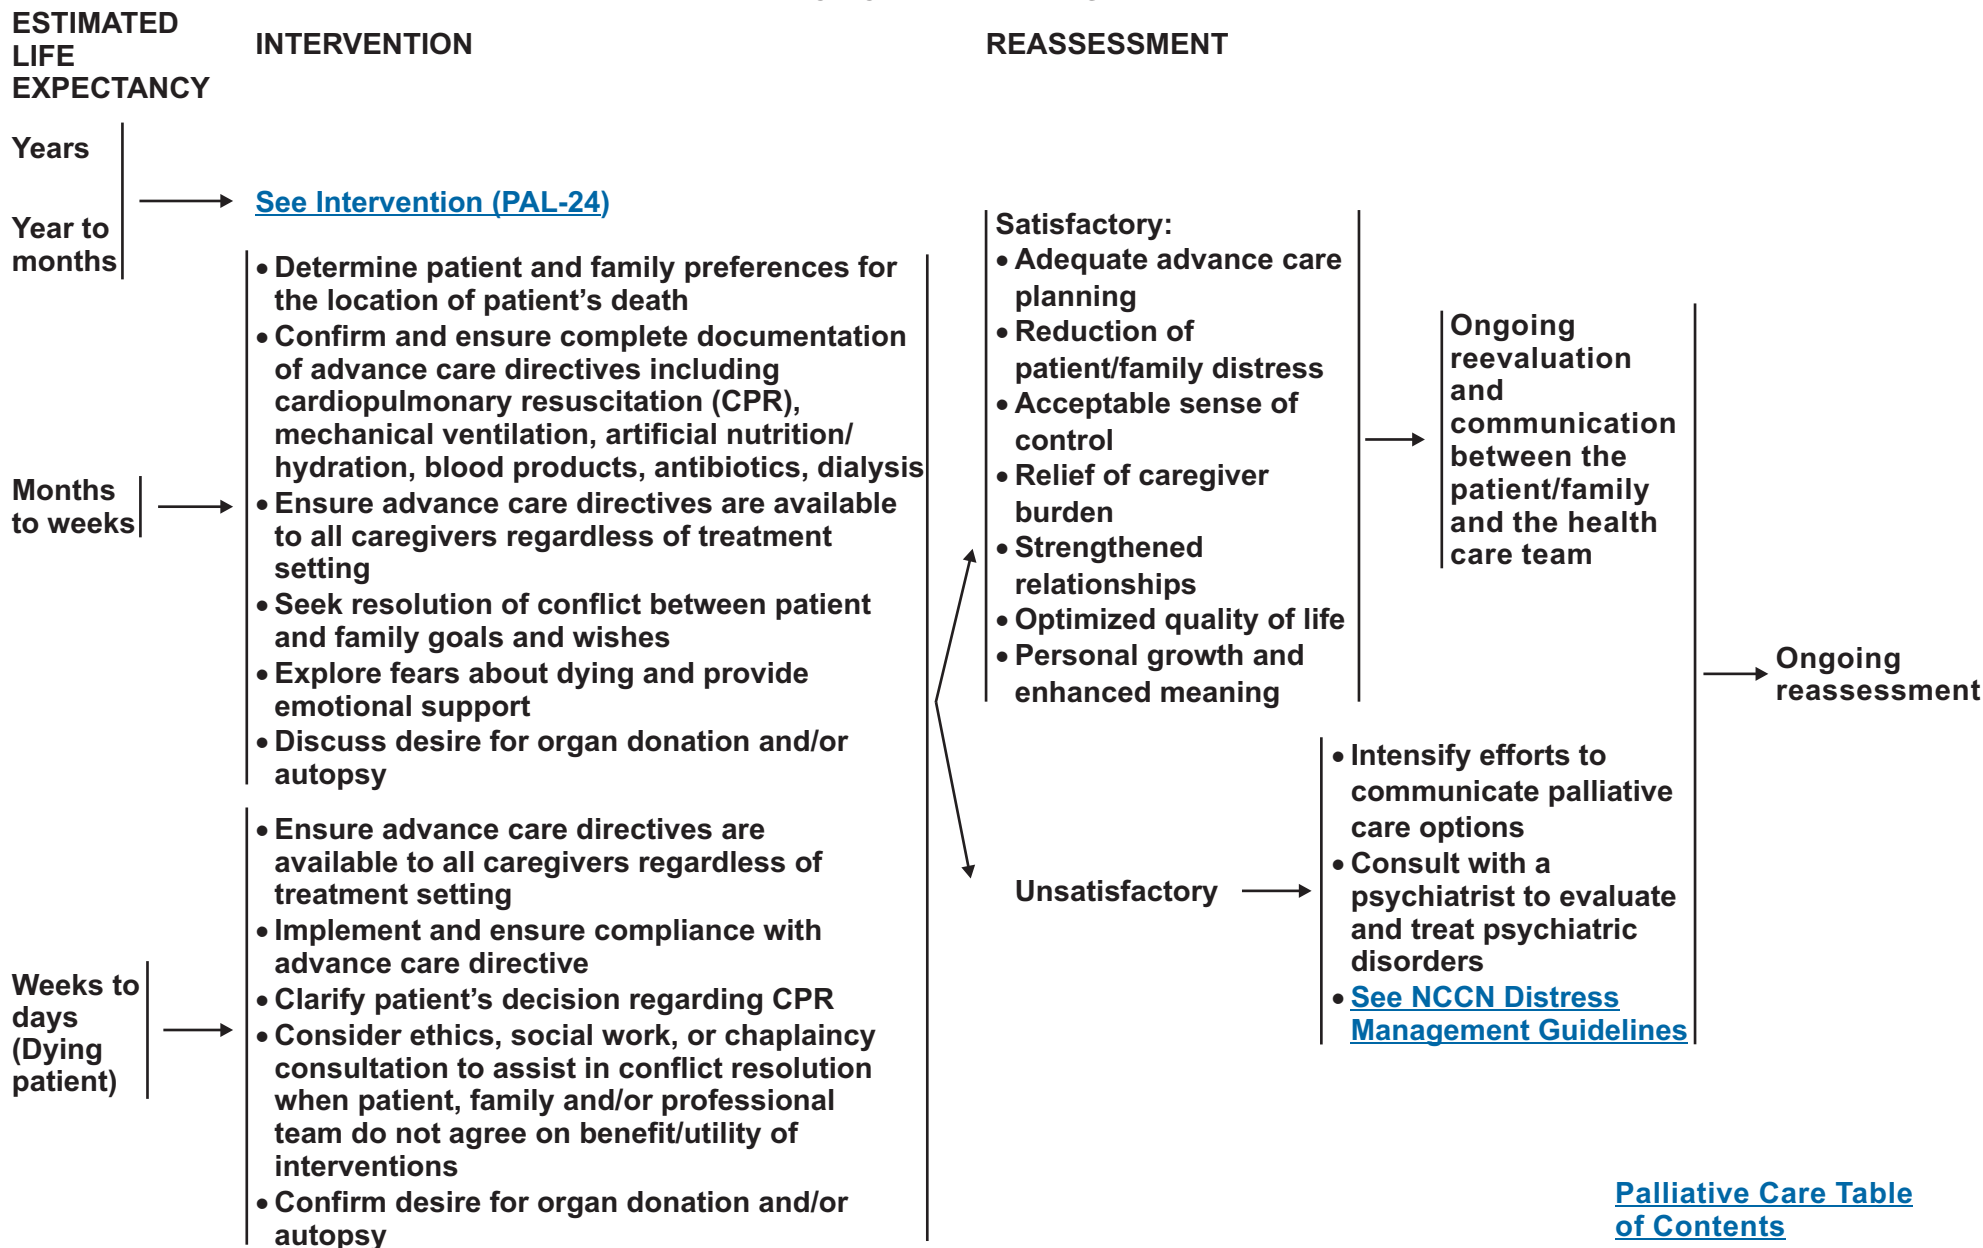 ESTIMATED
LIFE
EXPECTANCY
INTERVENTION
REASSESSMENT
Years
Year to
months
See Intervention (PAL-24)
Months
to weeks
• Determine patient and family preferences for
the location of patient’s death
• Confirm and ensure complete documentation
of advance care directives including
cardiopulmonary resuscitation (CPR),
mechanical ventilation, artificial nutrition/
hydration, blood products, antibiotics, dialysis
• Ensure advance care directives are available
to all caregivers regardless of treatment
setting
• Seek resolution of conflict between patient
and family goals and wishes
• Explore fears about dying and provide
emotional support
• Discuss desire for organ donation and/or
autopsy
Weeks to
days
(Dying
patient)
• Ensure advance care directives are
available to all caregivers regardless of
treatment setting
• Implement and ensure compliance with
advance care directive
• Clarify patient’s decision regarding CPR
• Consider ethics, social work, or chaplaincy
consultation to assist in conflict resolution
when patient, family and/or professional
team do not agree on benefit/utility of
interventions
• Confirm desire for organ donation and/or
autopsy
Satisfactory:
• Adequate advance care
planning
• Reduction of
patient/family distress
• Acceptable sense of
control
• Relief of caregiver
burden
• Strengthened
relationships
• Optimized quality of life
• Personal growth and
enhanced meaning
Ongoing
reevaluation
and
communication
between the
patient/family
and the health
care team
Unsatisfactory
• Intensify efforts to
communicate palliative
care options
• Consult with a
psychiatrist to evaluate
and treat psychiatric
disorders
• See NCCN Distress
Management Guidelines
Ongoing
reassessment
Palliative Care Table
of Contents